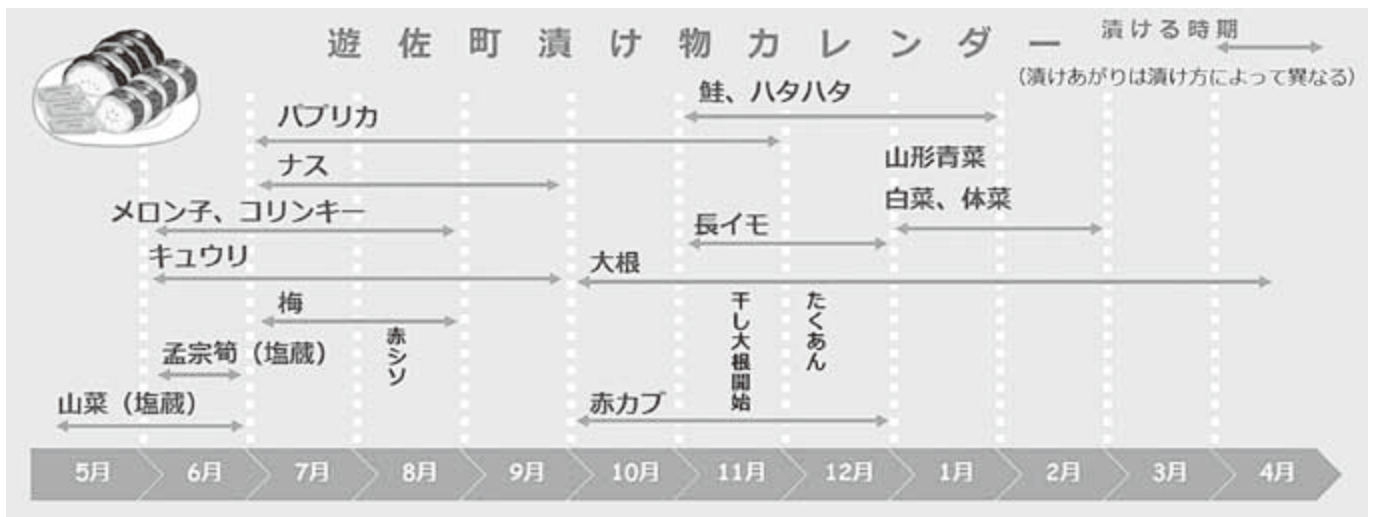 遊佐町漬け物カレンダー
漬ける時期
（漬けあがりは漬け方によって異なる）
鮭、ハタハタ
パプリカ
山形青菜
白菜、体菜
ナス
メロン子、コリンキー
長イモ
キュウリ
大根
梅
赤シソ
干し大根開始
たくあん
孟宗筍（塩蔵）
山菜（塩蔵）
赤カブ
5月 6月 7月 8月 9月 10月 11月 12月 1月 2月 3月 4月